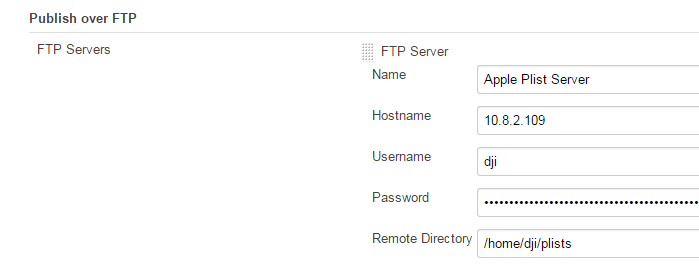 Publish over FTP
FTP Servers
FTP Server
Name
Apple Plist Server
Hostname
10.8.2.109
Username
dji
Password
Remote Directory
/home/dji/plists